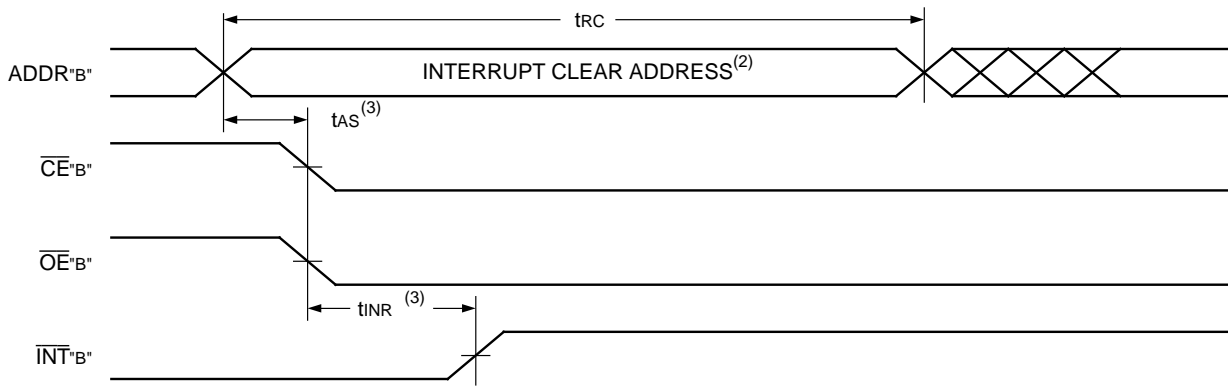 tRC
ADDR"B"
INTERRUPT CLEAR ADDRESS(2)
tAS(3)
CE"B"
OE"B"
tINR (3)
INT"B"